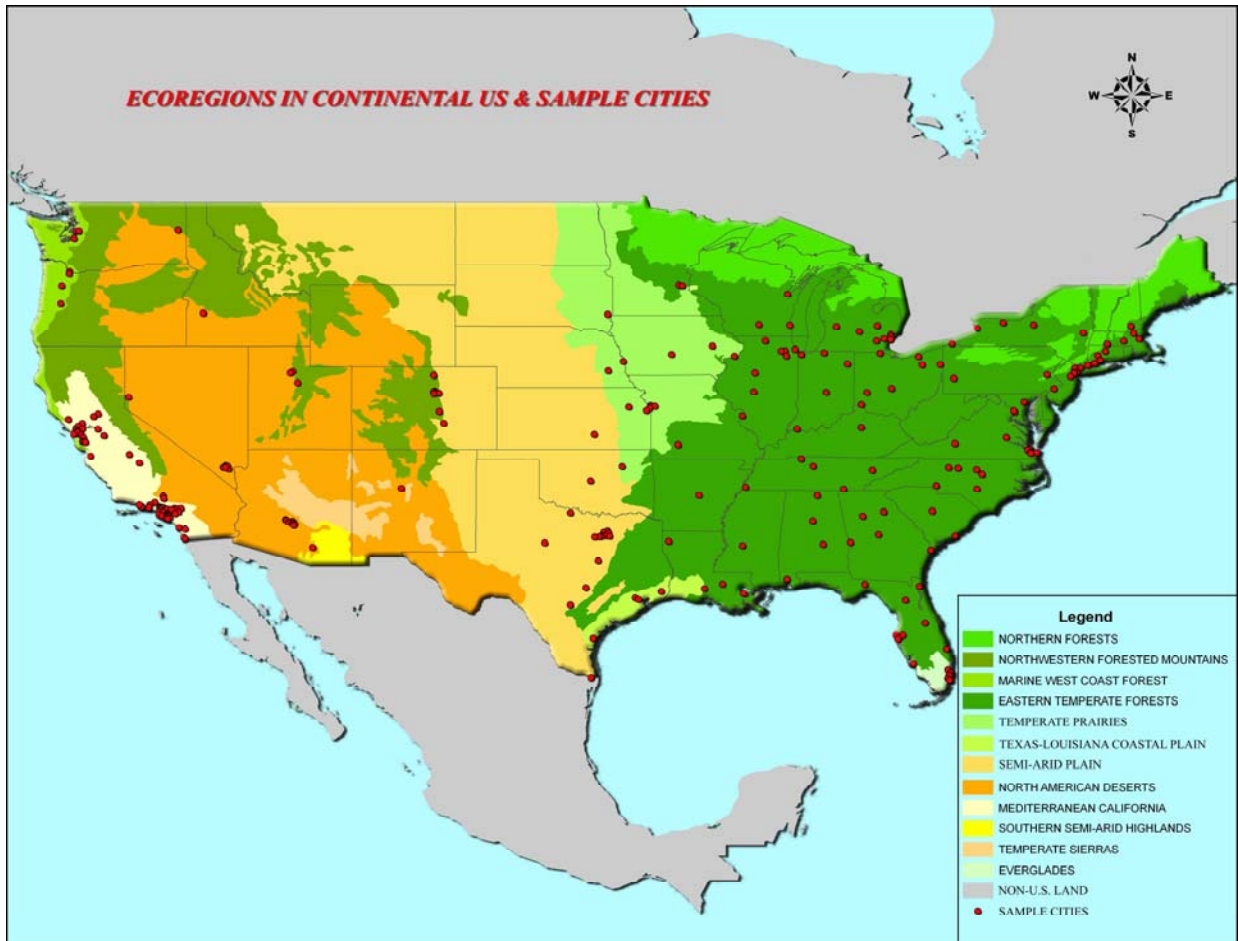 ECOREGIONS IN CONTINENTAL US & SAMPLE CITIES
N
W
E
S
Legend
NORTHERN FORESTS
NORTHWESTERN FORESTED MOUNTAINS
MARINE WEST COAST FOREST
EASTERN TEMPERATE FORESTS
TEMPERATE PRAIRIES
TEXAS-LOUISIANA COASTAL PLAIN
SEMI-ARID PLAIN
NORTH AMERICAN DESERTS
MEDITERRANEAN CALIFORNIA
SOUTHERN SEMI-ARID HIGHLANDS
TEMPERATE SIERRAS
EVERGLADES
NON-U.S. LAND
SAMPLE CITIES